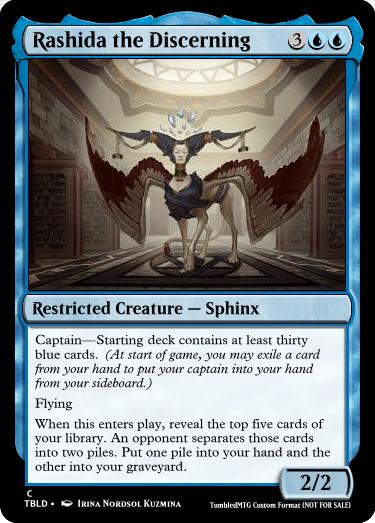 Rashida the Discerning 3
Restricted Creature — Sphinx
Captain—Starting deck contains at least thirty
blue cards. (At start of game, you may exile a card
from your hand to put your captain into your hand
from your sideboard.)
Flying
When this enters play, reveal the top five cards of
your library. An opponent separates those cards
into two piles. Put one pile into your hand and the
other into your graveyard.
2/2
C
TBLD • Irina Nordsol Kuzmina
TumbledMTG Custom Format (NOT FOR SALE)